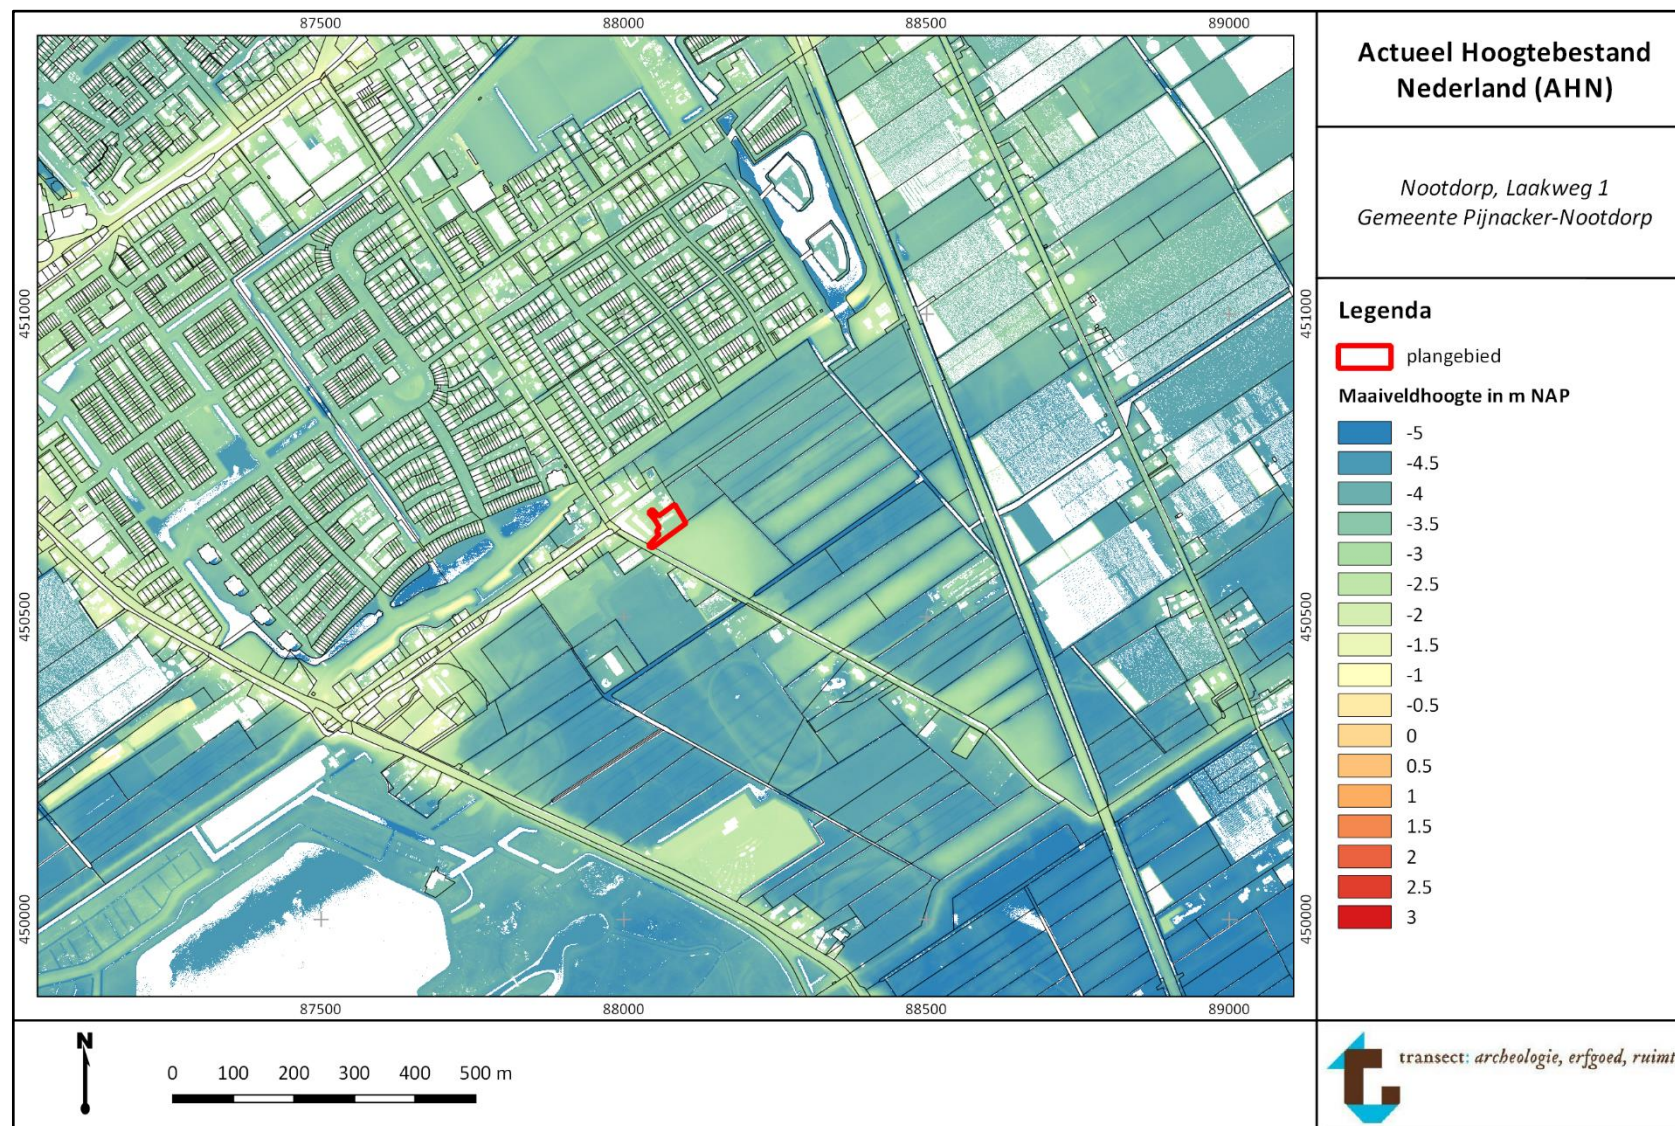 87500 88000 88500 89000
451000 451000
450500 450500
450000 450000
87500 88000 88500 89000
Actueel Hoogtebestand
Nederland (AHN)
Nootdorp, Laakweg 1
Gemeente Pijnacker-Nootdorp
Legenda
plangebied
Maaiveldhoogte in m NAP
-5
-4.5
-4
-3.5
-3
-2.5
-2
-1.5
-1
-0.5
0
0.5
1
1.5
2
2.5
3
N
0 100 200 300 400 500 m
transect: archeologie, erfgoed, ruimt